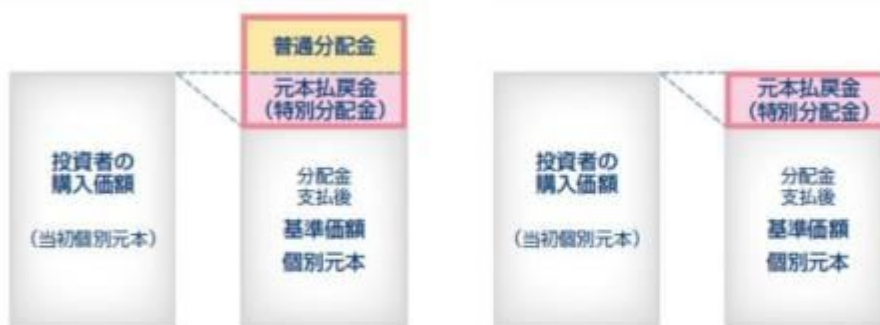 普通分配金
元本払戻金
(特別分配金)
投資者の
購入価額
(当初個別元本)
分配金
支払後
基準価額
個別元本
元本払戻金
(特別分配金)
投資者の
購入価額
(当初個別元本)
分配金
支払後
基準価額
個別元本